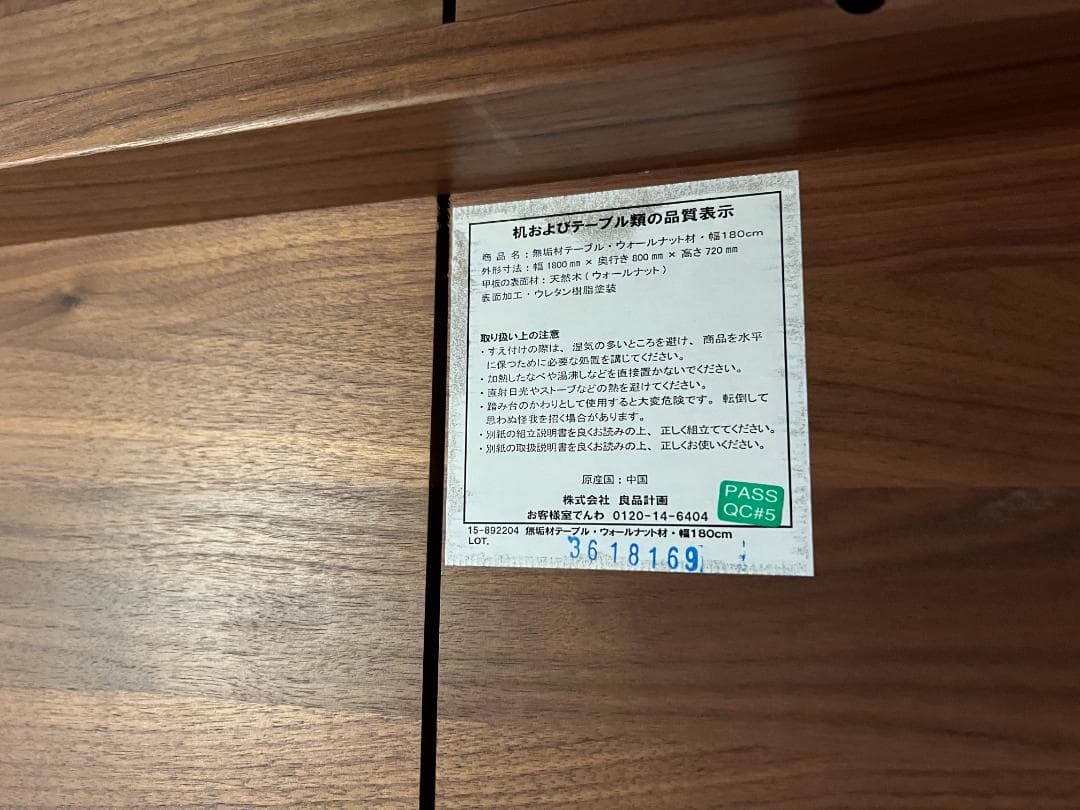 机およびテーブル類の品質表示
商品名：無垢材テーブル・ウォールナット材・幅180cm
外形寸法：幅1800mm×奥行き800mm×高さ720mm
甲板の表面材：天然木(ウォールナット)
表面加工・ウレタン樹脂塗装
取り扱い上の注意
・すえ付けの際は、湿気の多いところを避け、商品を水平
に保つために必要な処置を講じてください。
・加熱したなべや湯沸しなどを直接置かないでください。
・直射日光やストーブなどの熱を避けてください。
・踏み台のかわりとして使用すると大変危険です。転倒して
思わぬ怪我を招く場合があります。
・別紙の組立説明書を良くお読みの上、正しく組立ててください。
・別紙の取扱説明書を良くお読みの上、正しくお使いください。
原産国：中国
株式会社 良品計画
お客様室でんわ 0120-14-6404
PASS
QC#5
15-892204 無垢材テーブル・ウォールナット材・幅180cm
LOT.
3618169